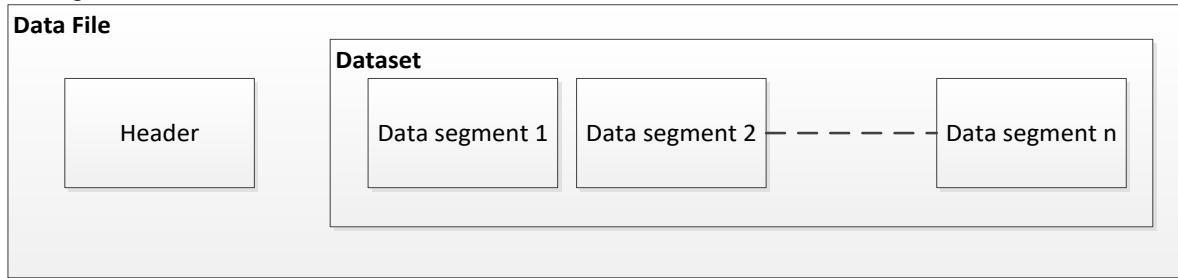 Data File
Dataset
Header
Data segment 1
Data segment 2
Data segment n